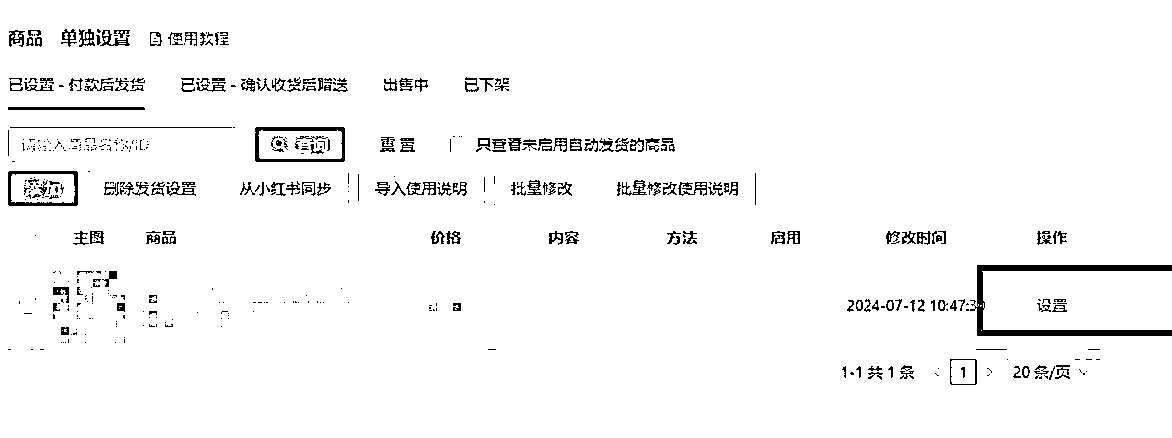 商品 单独设置 使用教程
已设置 - 付款后发货 已设置 - 确认收货后赠送 出售中 已下架
请输入商品名称/ID 查询 重置 只查看未启用自动发货的商品
添加 删除发货设置 从小红书同步 导入使用说明 批量修改 批量修改使用说明
主图 商品 价格 内容 方法 启用 修改时间 操作
2024-07-12 10:47:3 设置
1-1 共 1 条 < 1 > 20 条/页